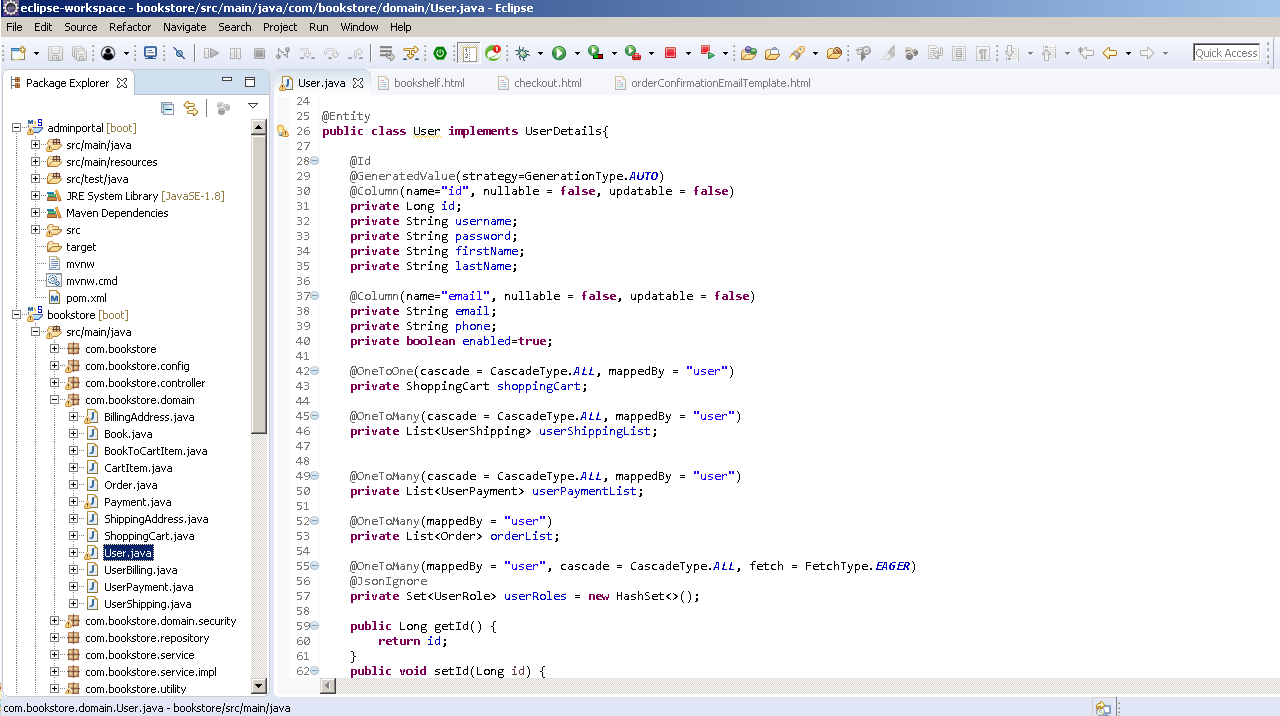 eclipse-workspace - bookstore/src/main/java/com/bookstore/domain/User.java - Eclipse
File Edit Source Refactor Navigate Search Project Run Window Help
Quick Access
Package Explorer
User.java bookshelf.html checkout.html orderConfirmationEmailTemplate.html
adminportal [boot]
src/main/java
src/main/resources
src/test/java
JRE System Library [JavaSE-1.8]
Maven Dependencies
src
target
mvnw
mvnw.cmd
pom.xml
bookstore [boot]
src/main/java
com.bookstore
com.bookstore.config
com.bookstore.controller
com.bookstore.domain
BillingAddress.java
Book.java
BookToCartItem.java
CartItem.java
Order.java
Payment.java
ShippingAddress.java
ShoppingCart.java
User.java
UserBilling.java
UserPayment.java
UserShipping.java
com.bookstore.domain.security
com.bookstore.repository
com.bookstore.service
com.bookstore.service.impl
com.bookstore.utility
24
25 @Entity
26 public class User implements UserDetails{
27
28 @Id
29 @GeneratedValue(strategy=GenerationType.AUTO)
30 @Column(name="id", nullable = false, updatable = false)
31 private Long id;
32 private String username;
33 private String password;
34 private String firstName;
35 private String lastName;
36
37 @Column(name="email", nullable = false, updatable = false)
38 private String email;
39 private String phone;
40 private boolean enabled=true;
41
42 @OneToOne(cascade = CascadeType.ALL, mappedBy = "user")
43 private ShoppingCart shoppingCart;
44
45 @OneToMany(cascade = CascadeType.ALL, mappedBy = "user")
46 private List<UserShipping> userShippingList;
47
48
49 @OneToMany(cascade = CascadeType.ALL, mappedBy = "user")
50 private List<UserPayment> userPaymentList;
51
52 @OneToMany(mappedBy = "user")
53 private List<Order> orderList;
54
55 @OneToMany(mappedBy = "user", cascade = CascadeType.ALL, fetch = FetchType.EAGER)
56 @JsonIgnore
57 private Set<UserRole> userRoles = new HashSet<>();
58
59 public Long getId() {
60 return id;
61 }
62 public void setId(Long id) {
com.bookstore.domain.User.java - bookstore/src/main/java